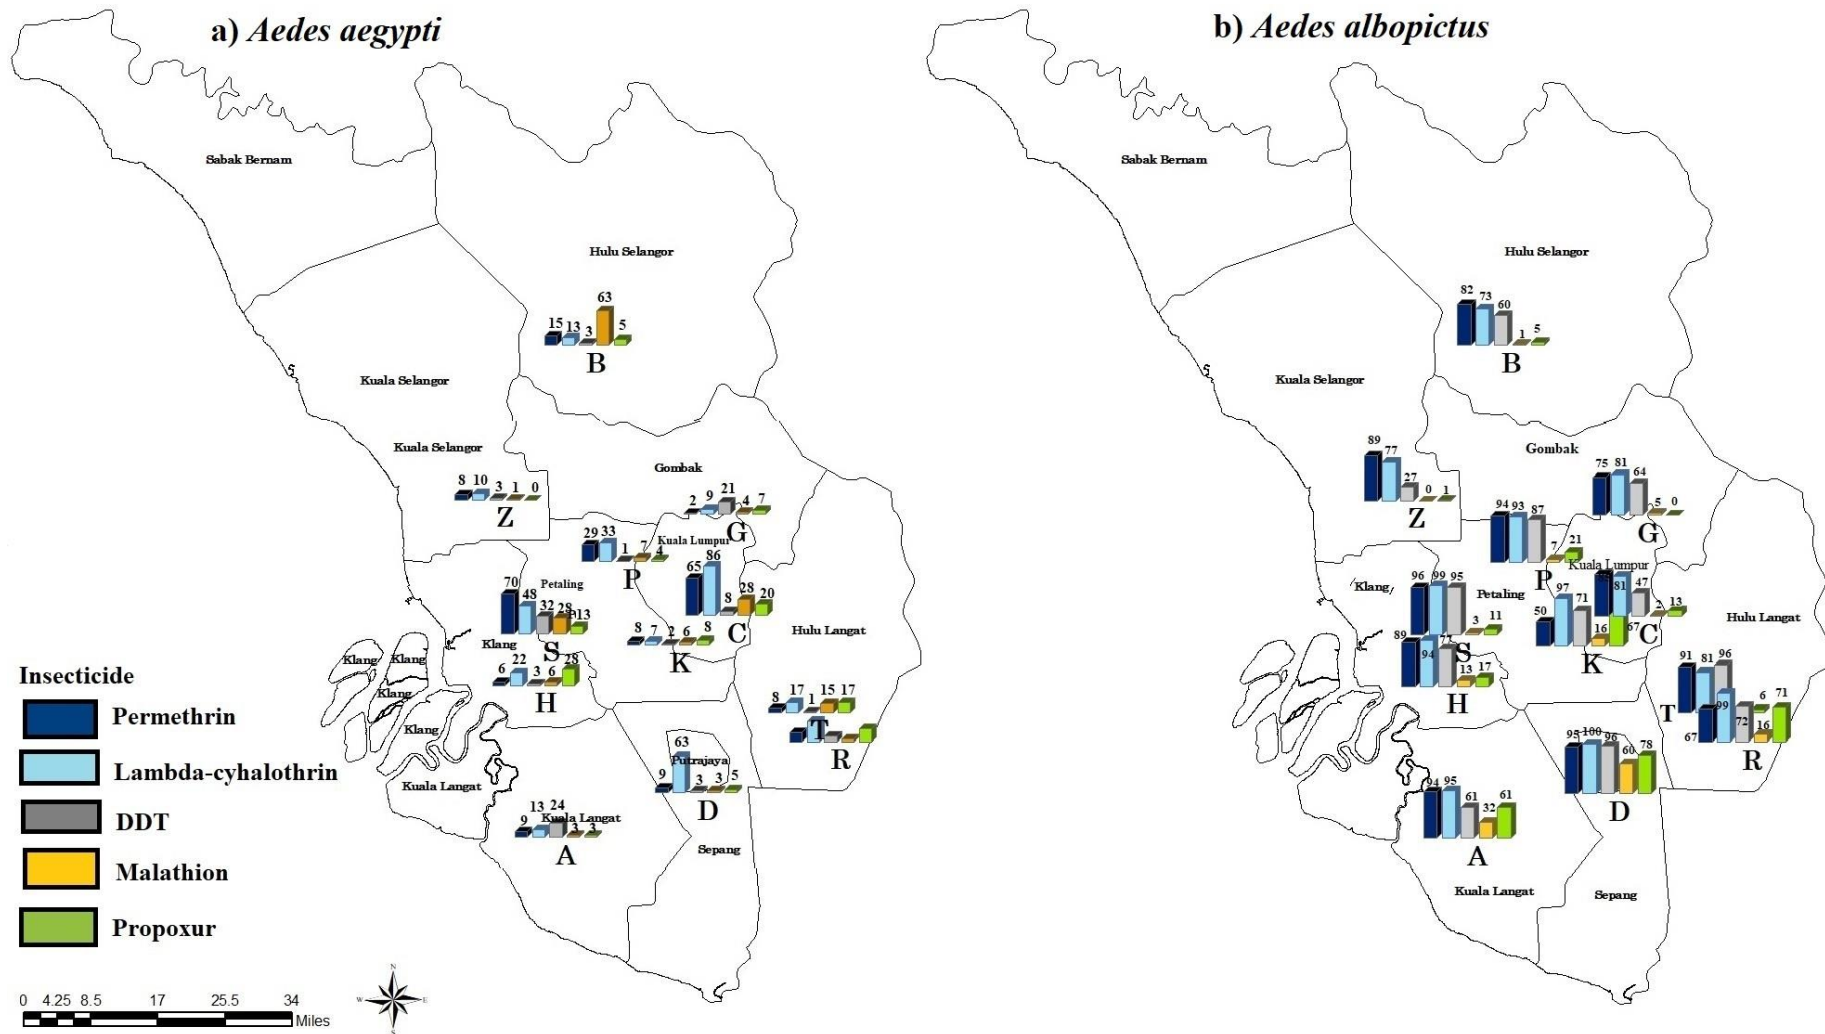 a) Aedes aegypti
Sabak Bernam
Hulu Selangor
15 13 3 63 5
B
Kuala Selangor
Kuala Selangor
8 10 3 1 0
Z
Gombak
2 9 21 4 7
G
29 33 1 7 4
P
Kuala Lumpur
65 86 8 28 20
C
Petaling
70 48 32 28 13
S
8 7 2 6 8
K
Hulu Langat
Klang
6 22 3 6 28
H
Klang
Klang
Klang
Klang
8 17 1 15 17
T
R
Putrajaya
9 63 3 3 5
D
Kuala Langat
9 13 24 3 3
Kuala Langat
A
Sepang
Insecticide
Permethrin
Lambda-cyhalothrin
DDT
Malathion
Propoxur
0 4.25 8.5 17 25.5 34
Miles
N
W E
S
b) Aedes albopictus
Sabak Bernam
Hulu Selangor
82 73 60 1 5
B
Kuala Selangor
89 77 27 0 1
Z
Gombak
75 81 64 5 0
G
94 93 87 7 21
P
Kuala Lumpur
81 47 2 13
C
Klang
Petaling
96 99 95 3 11
S
50 97 71 16 67
K
Hulu Langat
89 94 77 13 17
H
91 81 96 6
T
67 99 72 16 71
R
95 100 96 60 78
D
94 95 61 32 61
A
Kuala Langat
Sepang